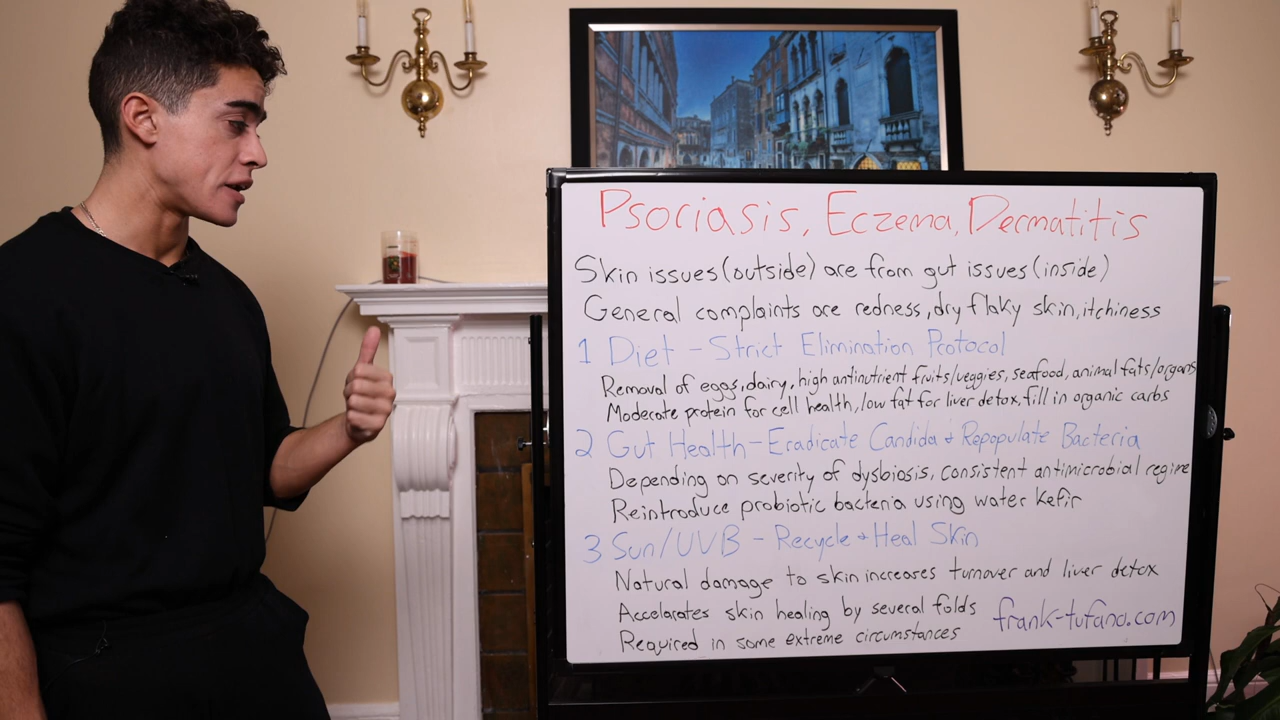 Psoriasis, Eczema, Dermatitis
Skin issues (outside) are from gut issues (inside)
General complaints are redness, dry flaky skin, itchiness
1 Diet - Strict Elimination Protocol
Removal of eggs, dairy, high antinutrient fruits/veggies, seafood, animal fats/organs
Moderate protein for cell health, low fat for liver detox, fill in organic carbs
2 Gut Health - Eradicate Candida + Repopulate Bacteria
Depending on severity of dysbiosis, consistent antimicrobial regime
Reintroduce probiotic bacteria using water kefir
3 Sun/UVB - Recycle + Heal Skin
Natural damage to skin increases turnover and liver detox
Accelarates skin healing by several folds
Required in some extreme circumstances
frank-tufano.com